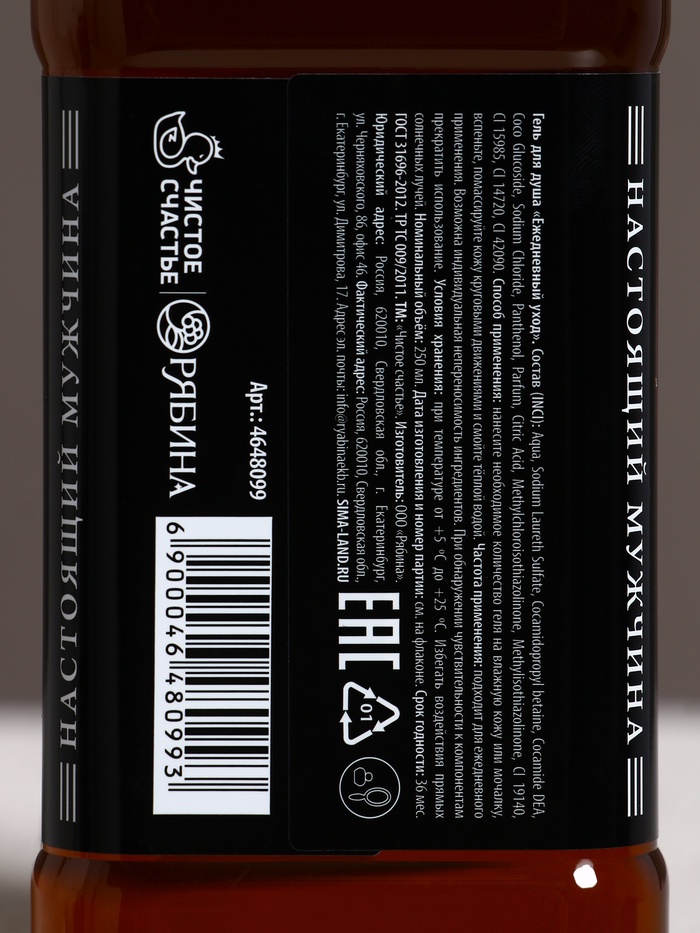 НАСТОЯЩИЙ МУЖЧИНА
Гель для душа «Ежедневный уход». Состав (INCI): Aqua, Sodium Laureth Sulfate, Cocamidopropyl betaine, Cocamide DEA,
Coco Glucoside, Sodium Chloride, Panthenol, Parfum, Citric Acid, Methylchloroisothiazolinone, Methylisothiazolinone, CI 19140,
CI 15985, CI 14720, CI 42090. Способ применения: нанесите необходимое количество геля на влажную кожу или мочалку,
вспеньте, помассируйте кожу круговыми движениями и смойте тёплой водой. Частота применения: подходит для ежедневного
применения. Возможна индивидуальная непереносимость ингредиентов. При обнаружении чувствительности к компонентам
прекратить использование. Условия хранения: при температуре от +5 °C до +25 °C. Избегать воздействия прямых
солнечных лучей. Номинальный объём: 250 мл. Дата изготовления и номер партии: см. на флаконе. Срок годности: 36 мес.
ГОСТ 31696-2012. ТР ТС 009/2011. ТМ: «Чистое счастье». Изготовитель: ООО «Рябина».
Юридический адрес: Россия, 620010, Свердловская обл., г. Екатеринбург,
ул. Черняховского, 86, офис 46. Фактический адрес: Россия, 620010, Свердловская обл.,
г. Екатеринбург, ул. Димитрова, 17. Адрес эл. почты: info@ryabinaekb.ru. SIMA-LAND.RU
EAC
01
Арт.: 4648099
ЧИСТОЕ
СЧАСТЬЕ
РЯБИНА
6 900046 480993
НАСТОЯЩИЙ МУЖЧИНА